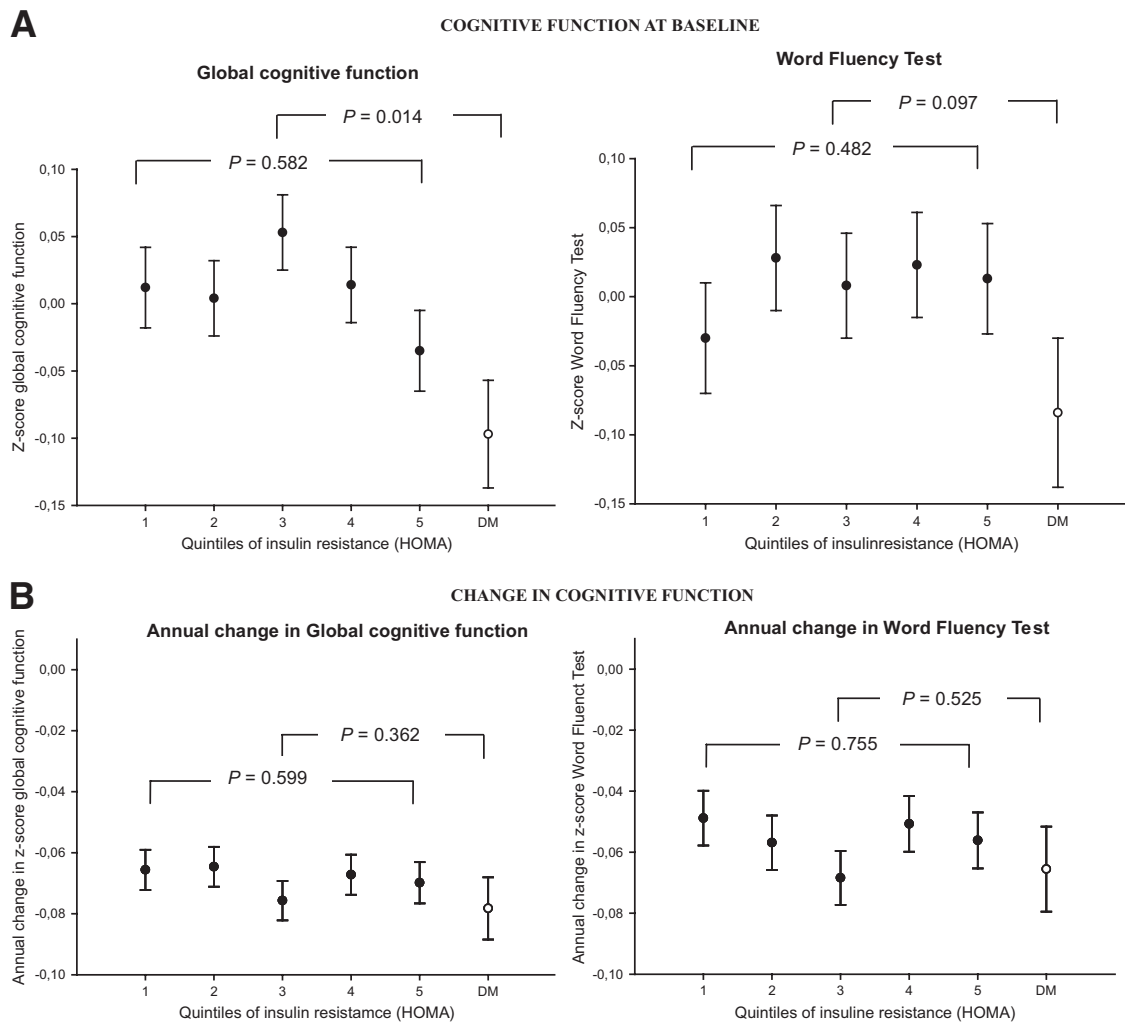 A
COGNITIVE FUNCTION AT BASELINE
Global cognitive function
P = 0.014
P = 0.582
Z-score global cognitive function
0,10
0,05
0,00
-0,05
-0,10
-0,15
1 2 3 4 5 DM
Quintiles of insulin resistance (HOMA)
Word Fluency Test
P = 0.097
P = 0.482
Z-score Word Fluency Test
0,10
0,05
0,00
-0,05
-0,10
-0,15
1 2 3 4 5 DM
Quintiles of insulinresistance (HOMA)
B
CHANGE IN COGNITIVE FUNCTION
Annual change in Global cognitive function
P = 0.362
P = 0.599
Annual change in z-score global cognitive function
0,00
-0,02
-0,04
-0,06
-0,08
-0,10
1 2 3 4 5 DM
Quintiles of insulin resistamce (HOMA)
Annual change in Word Fluency Test
P = 0.525
P = 0.755
Annual change in z-score Word Fluenct Test
0,00
-0,02
-0,04
-0,06
-0,08
-0,10
1 2 3 4 5 DM
Quintiles of insuline resistance (HOMA)